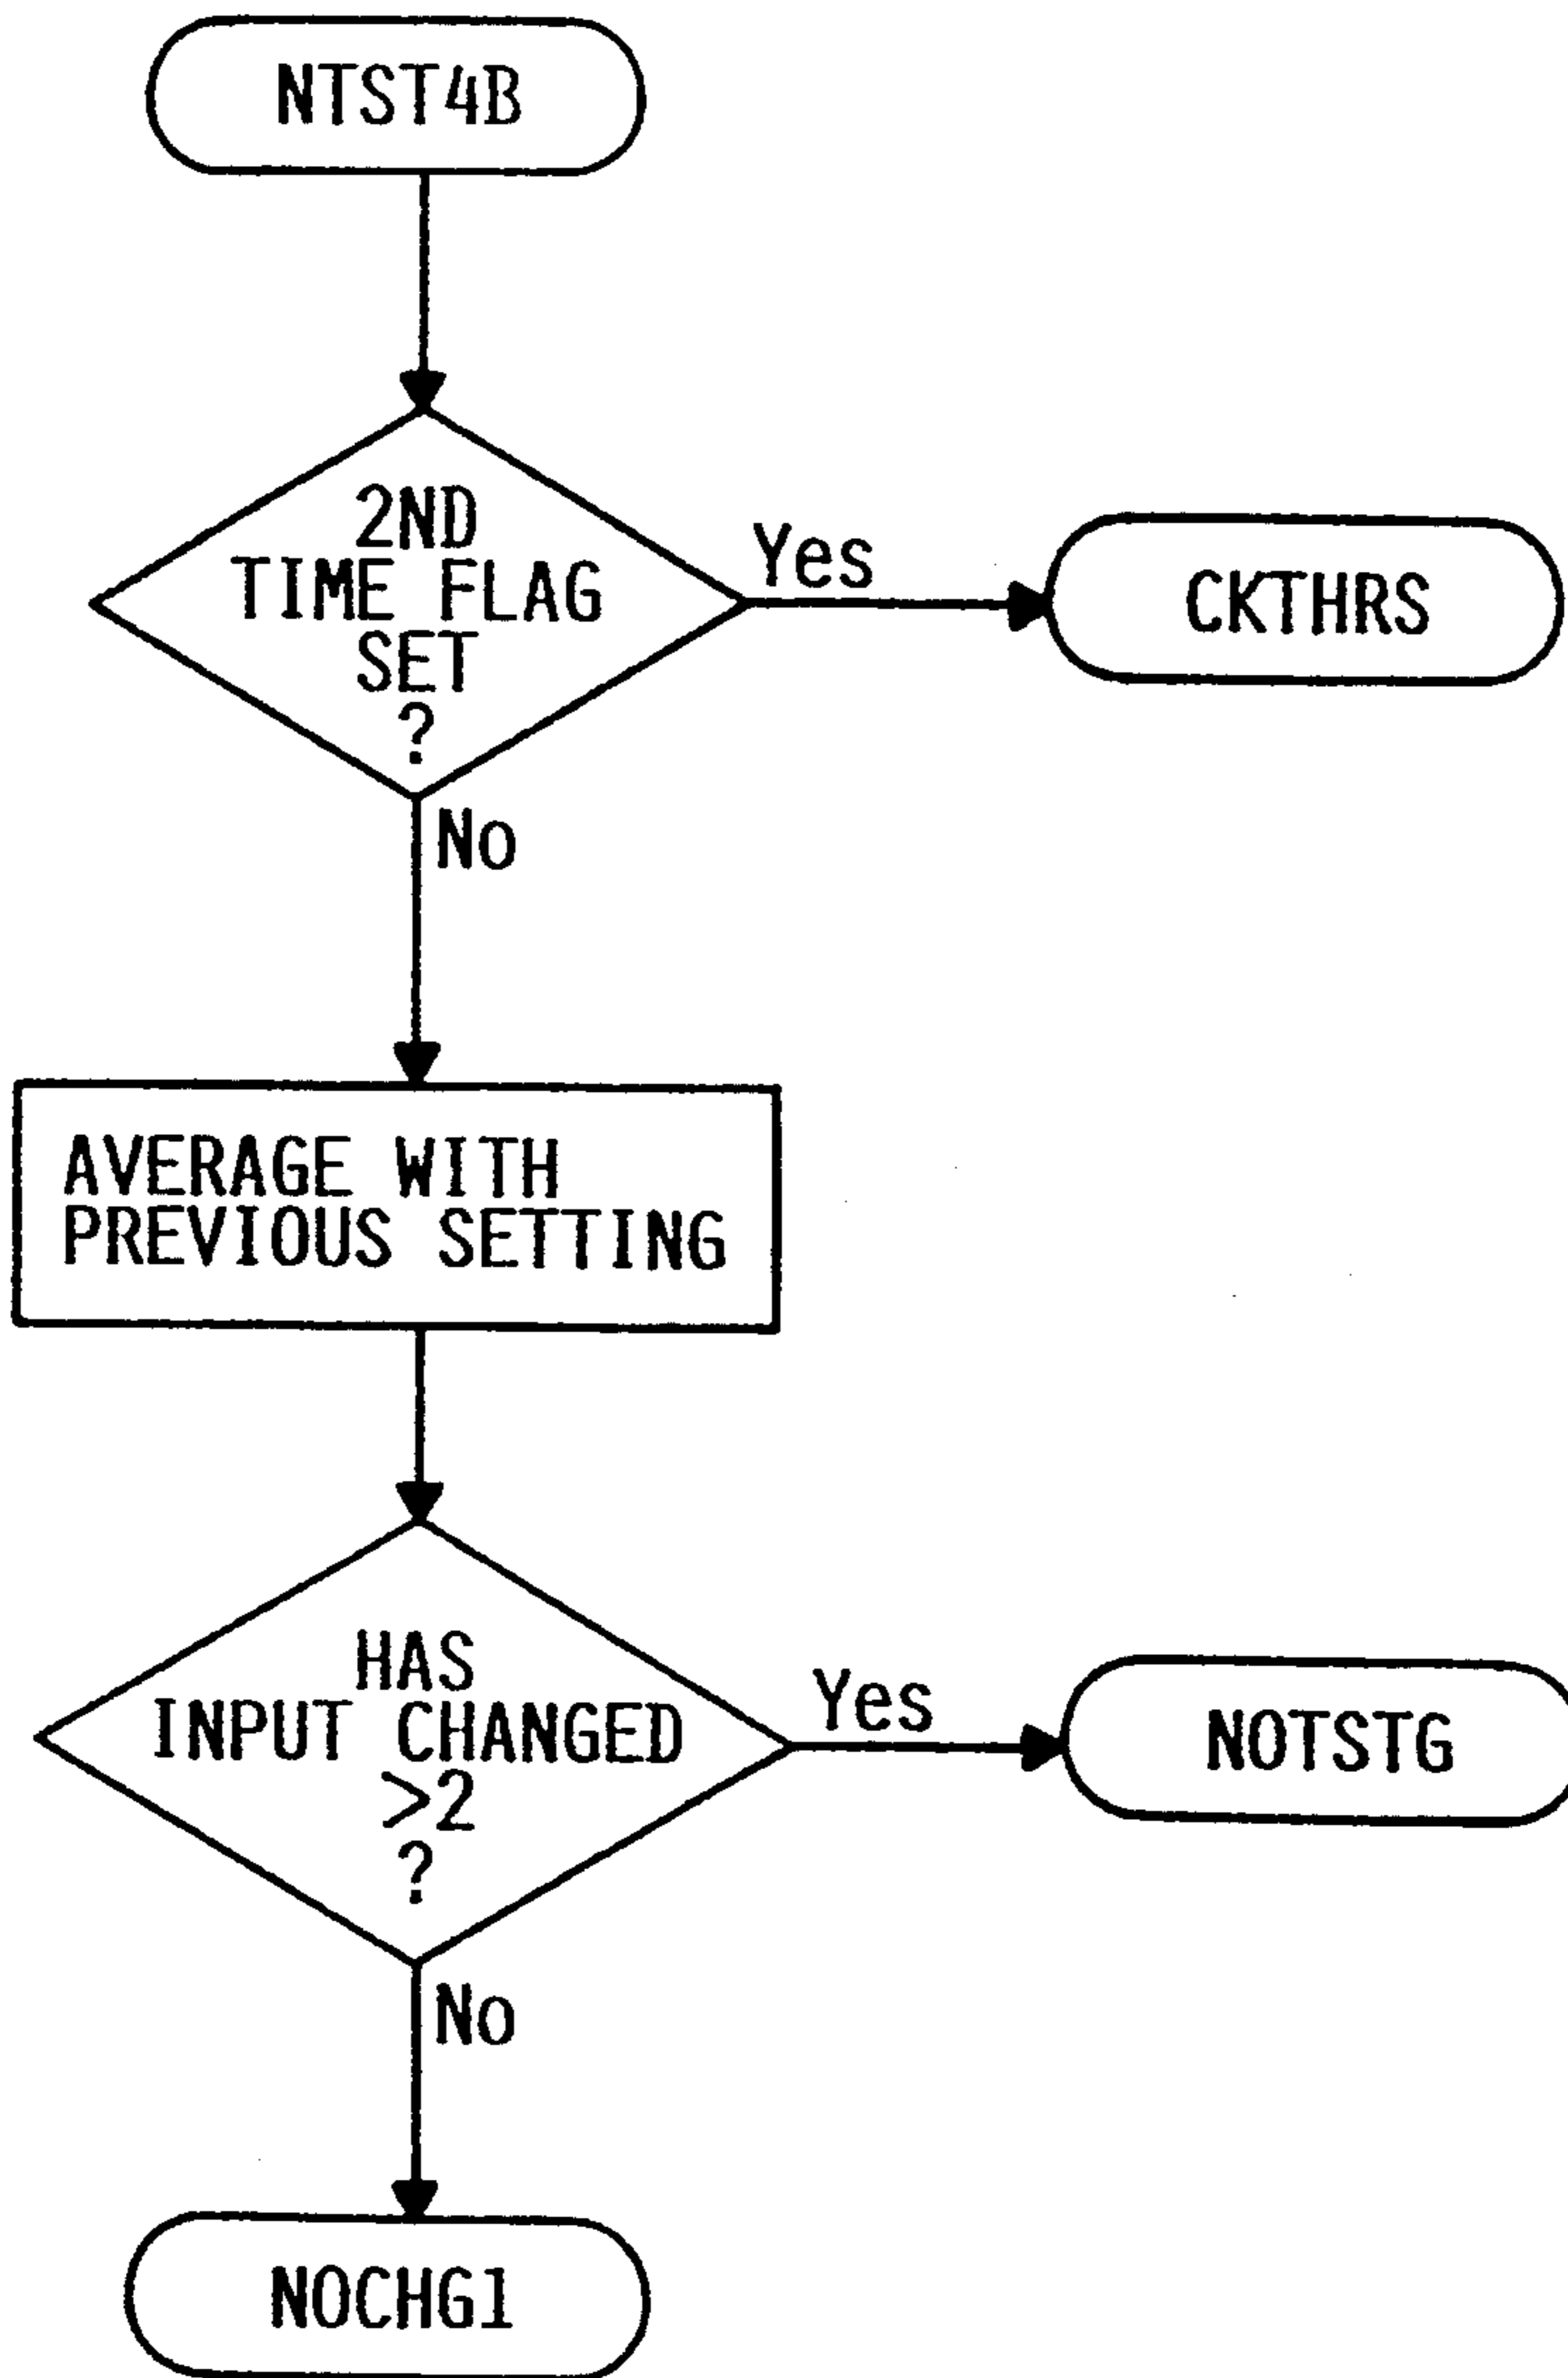 NTST4B
2ND
TIME FLAG
SET
?
Yes
CKTHRS
No
AVERAGE WITH
PREVIOUS SETTING
HAS
INPUT CHANGED
>2
?
Yes
NOTSTG
No
NOCHGI